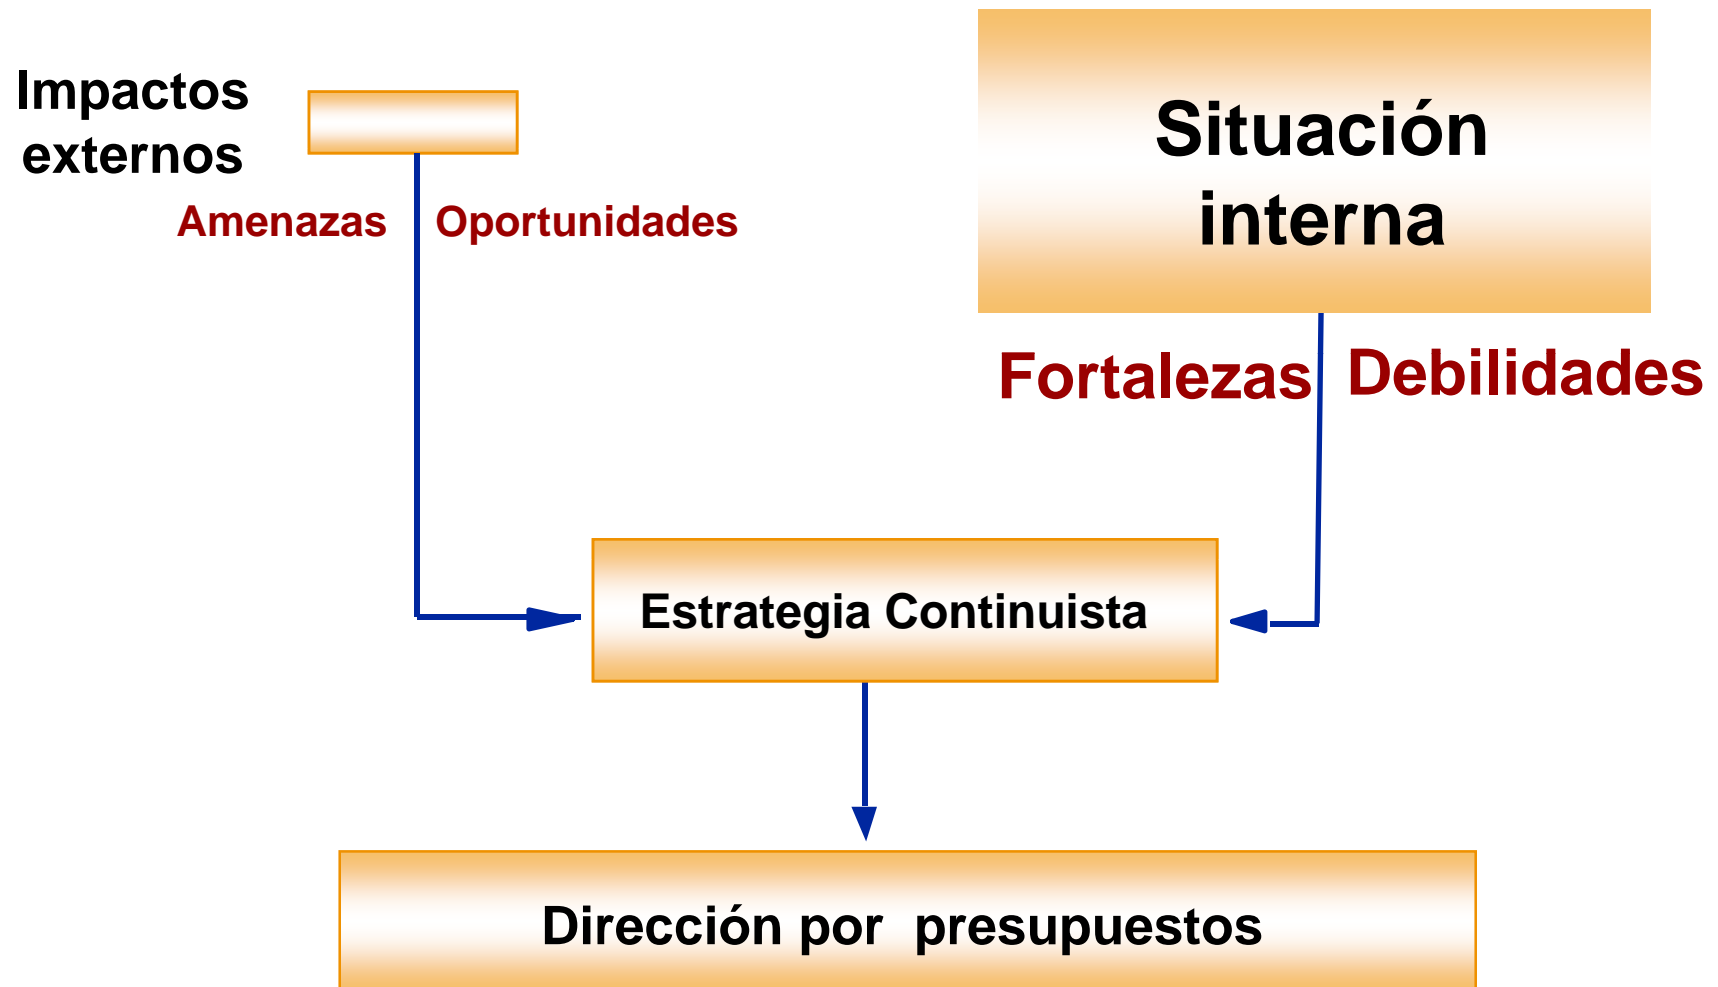 Impactos
externos
Amenazas
Oportunidades
Situación
interna
Fortalezas
Debilidades
Estrategia Continuista
Dirección por  presupuestos